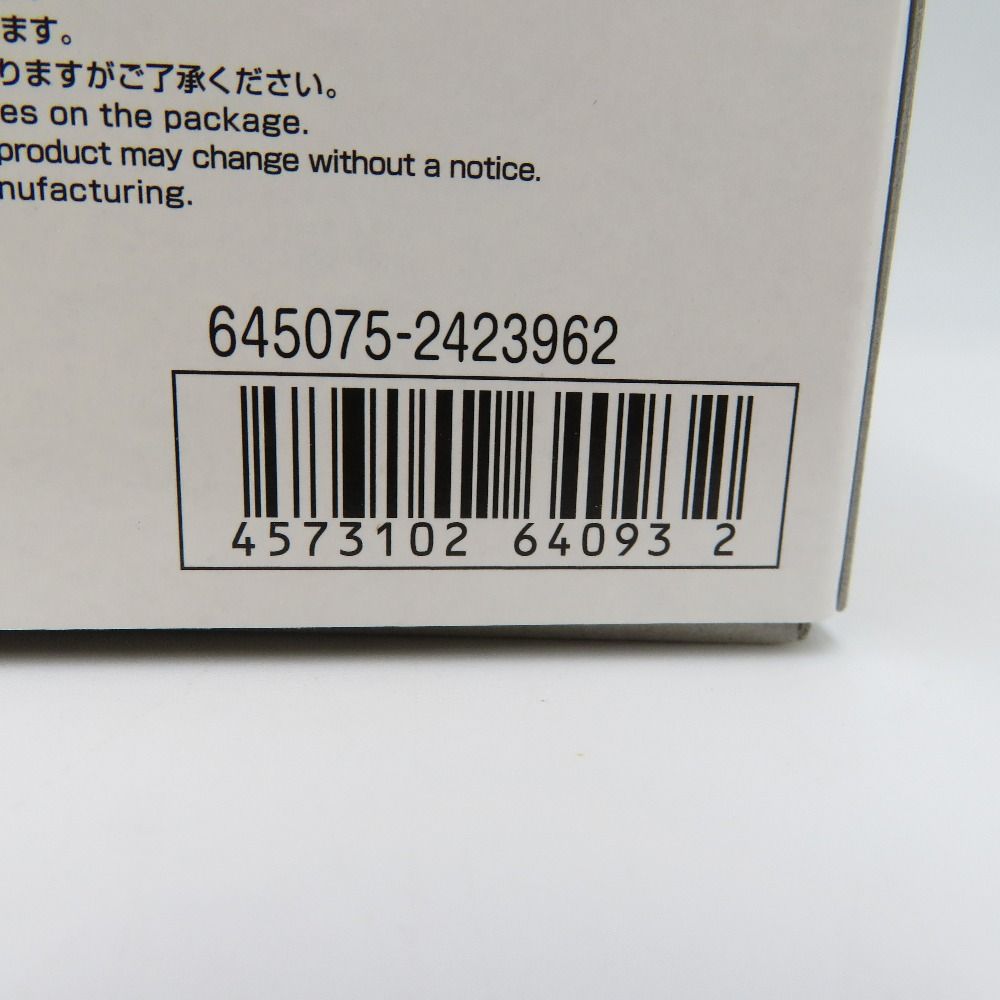 ます。
りますがご了承ください。
es on the package.
product may change without a notice.
nufacturing.
645075-2423962
4573102 64093 2